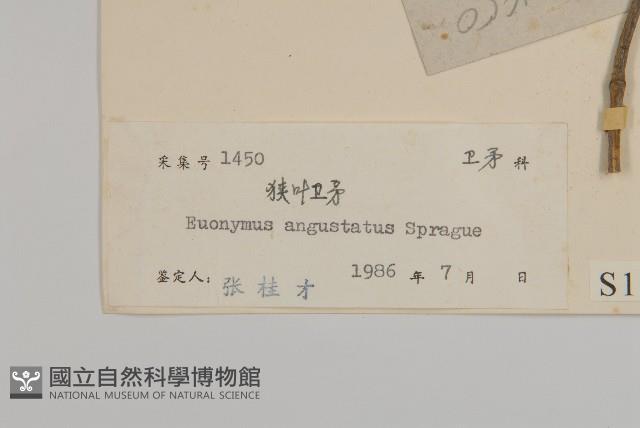 采集号 1450 卫矛 科
狭叶卫矛
Euonymus angustatus Sprague
鉴定人: 张桂才 1986 年 7 月 日
S1
國立自然科學博物館
NATIONAL MUSEUM OF NATURAL SCIENCE